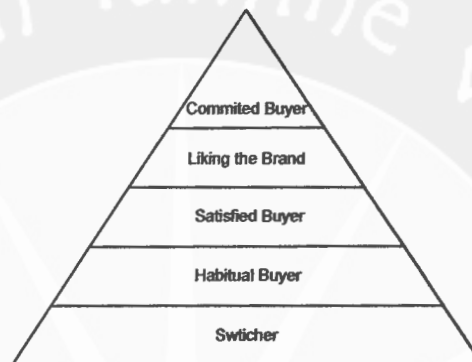 Commited Buyer
Liking the Brand
Satisfied Buyer
Habitual Buyer
Swticher